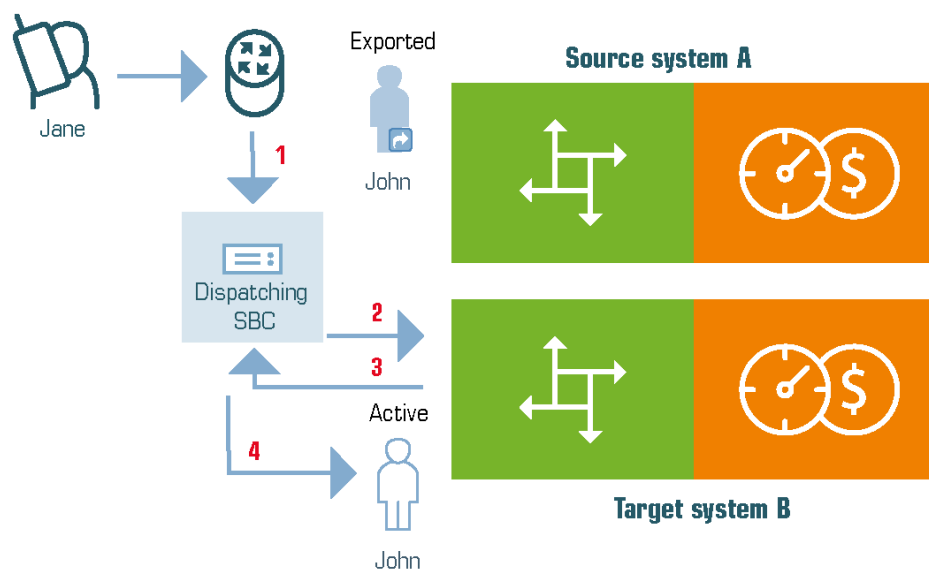 Jane
Exported
John
Source system A
$
1
Dispatching
SBC
2
3
Active
4
John
$
Target system B